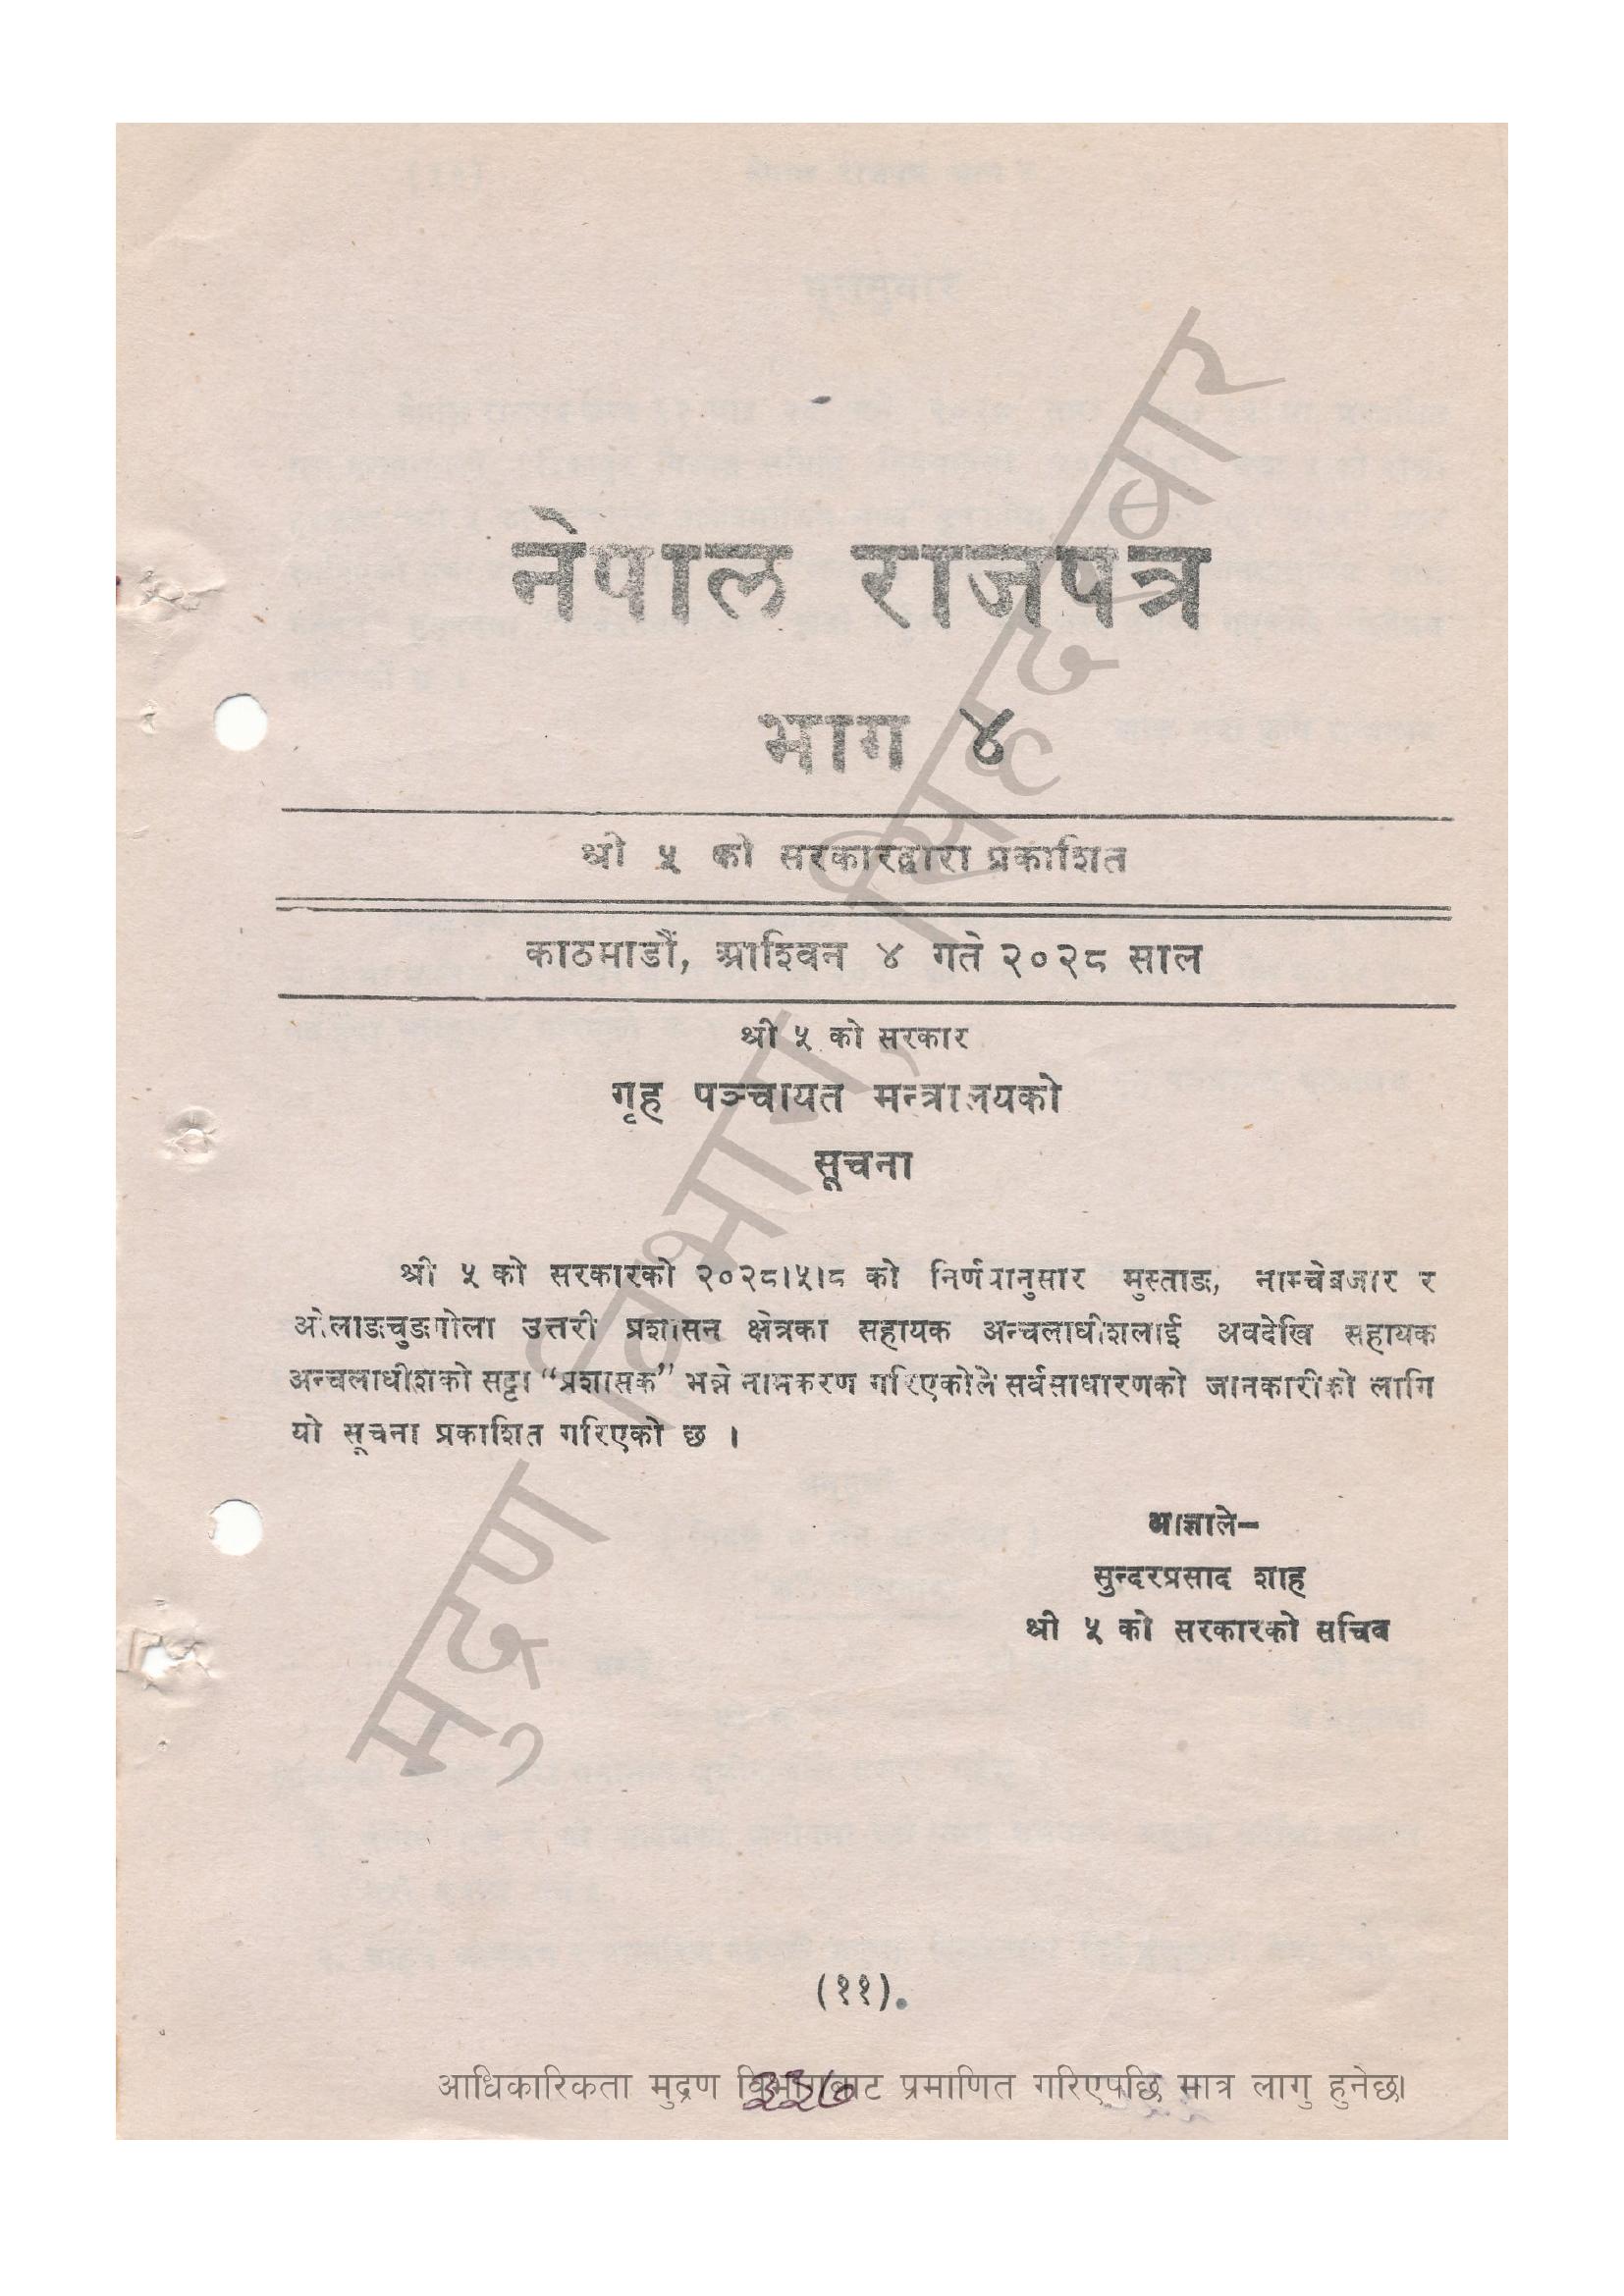 नेपाल राजपत्र
भाग ४
श्री ५ को सरकारद्वारा प्रकाशित
काठमाडौं, आश्विन ४ गते २०२८ साल
श्री ५ को सरकार
गृह पञ्चायत मन्त्रालयको
सूचना
श्री ५ को सरकारको २०२८।५।८ को निर्णयानुसार मुस्ताङ, नाम्चेबजार र
ओलाङचुङगोला उत्तरी प्रशासन क्षेत्रका सहायक अन्चलाधीशलाई अवदेखि सहायक
अन्चलाधीशको सट्टा “प्रशासक” भन्ने नामकरण गरिएकोले सर्वसाधारणको जानकारीको लागि
यो सूचना प्रकाशित गरिएको छ ।
आज्ञाले–
सुन्दरप्रसाद शाह
श्री ५ को सरकारको सचिव
(११).
मुद्रण विभाग, सिंहदरबार
आधिकारिकता मुद्रण विभागबाट प्रमाणित गरिएपछि मात्र लागु हुनेछ।